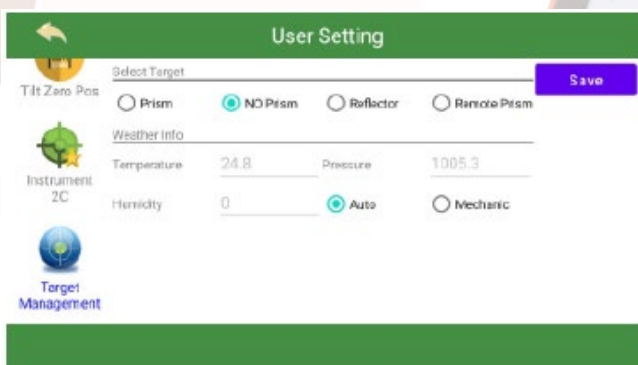 User Setting
Tilt Zero Pos
Select Target
Save
Prism
NO Prism
Reflector
Remote Prism
Weather Info
Temperature 24.8 Pressure 1005.3
Instrument
2C
Humidity 0 Auto Mechanic
Target
Management